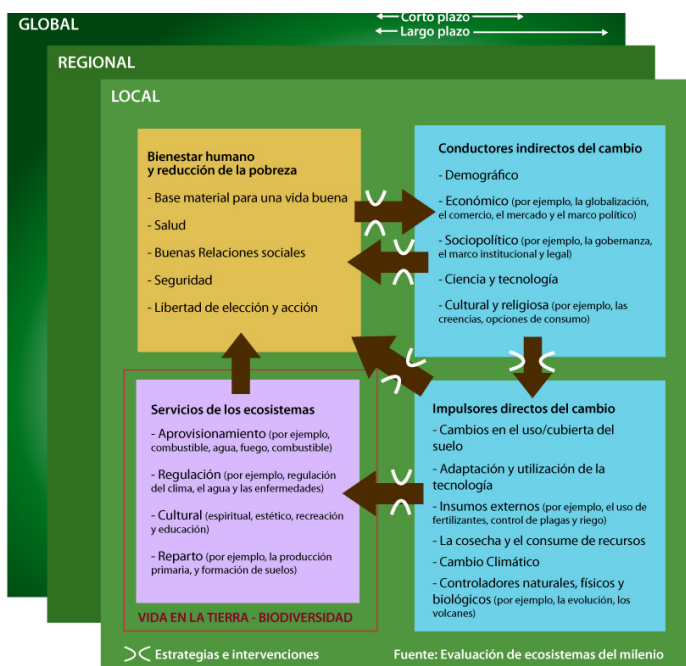 GLOBAL
Corto plazo
Largo plazo
REGIONAL
LOCAL
Bienestar humano
y reducción de la pobreza
- Base material para una vida buena
- Salud
- Buenas Relaciones sociales
- Seguridad
- Libertad de elección y acción
Conductores indirectos del cambio
- Demográfico
- Económico (por ejemplo, la globalización,
el comercio, el mercado y el marco político)
- Sociopolítico (por ejemplo, la gobernanza,
el marco institucional y legal)
- Ciencia y tecnología
- Cultural y religiosa (por ejemplo, las
creencias, opciones de consumo)
Servicios de los ecosistemas
- Aprovisionamiento (por ejemplo,
combustible, agua, fuego, combustible)
- Regulación (por ejemplo, regulación
del clima, el agua y las enfermedades)
- Cultural (espiritual, estético, recreación
y educación)
- Reparto (por ejemplo, la producción
primaria, y formación de suelos)
VIDA EN LA TIERRA - BIODIVERSIDAD
Impulsores directos del cambio
- Cambios en el uso/cubierta del
suelo
- Adaptación y utilización de la
tecnología
- Insumos externos (por ejemplo, el uso de
fertilizantes, control de plagas y riego)
- La cosecha y el consume de recursos
- Cambio Climático
- Controladores naturales, físicos y
biológicos (por ejemplo, la evolución, los
volcanes)
Estrategias e intervenciones
Fuente: Evaluación de ecosistemas del milenio